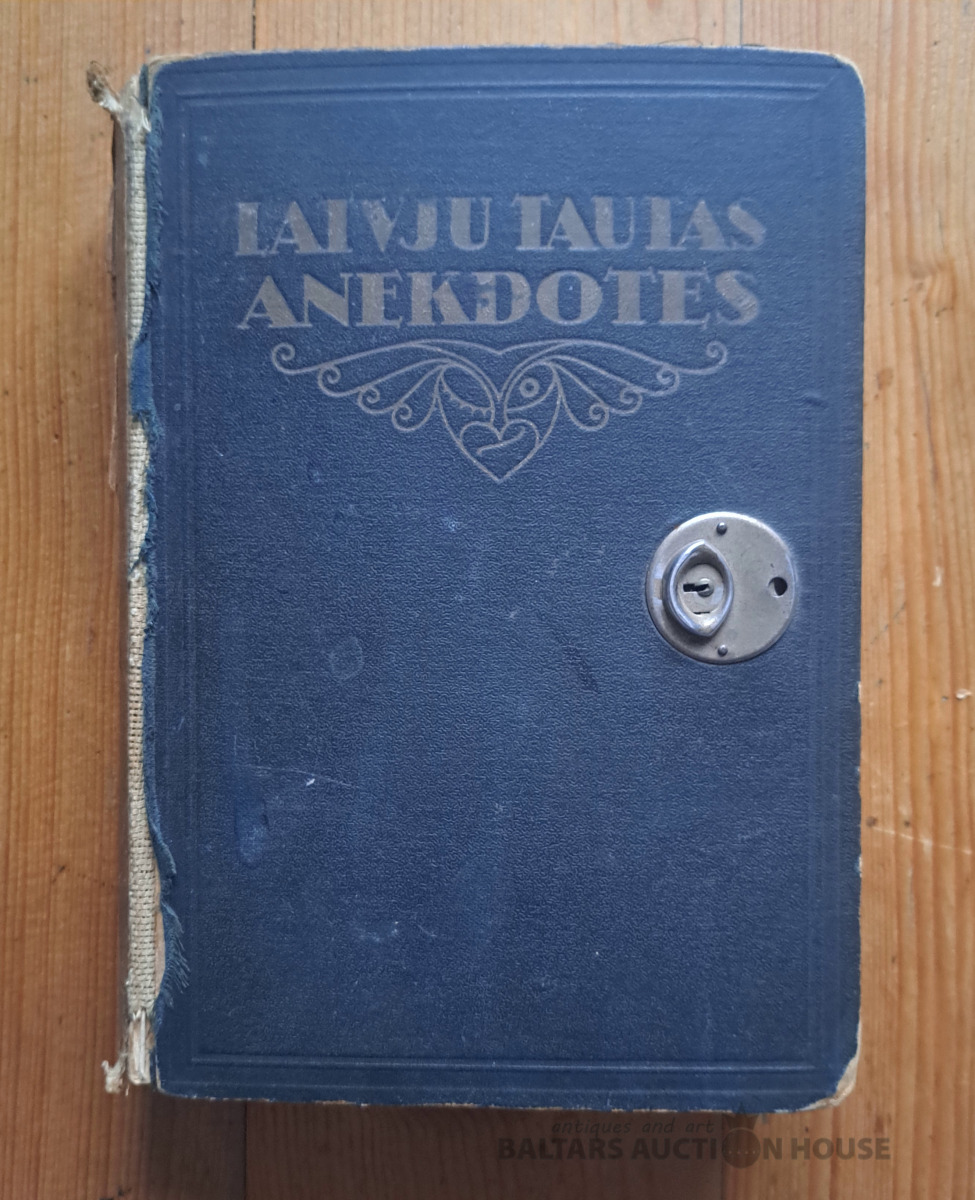 LATVJU TAUTAS
ANEKDOTES
antiques and art
BALTARS AUCTION HOUSE